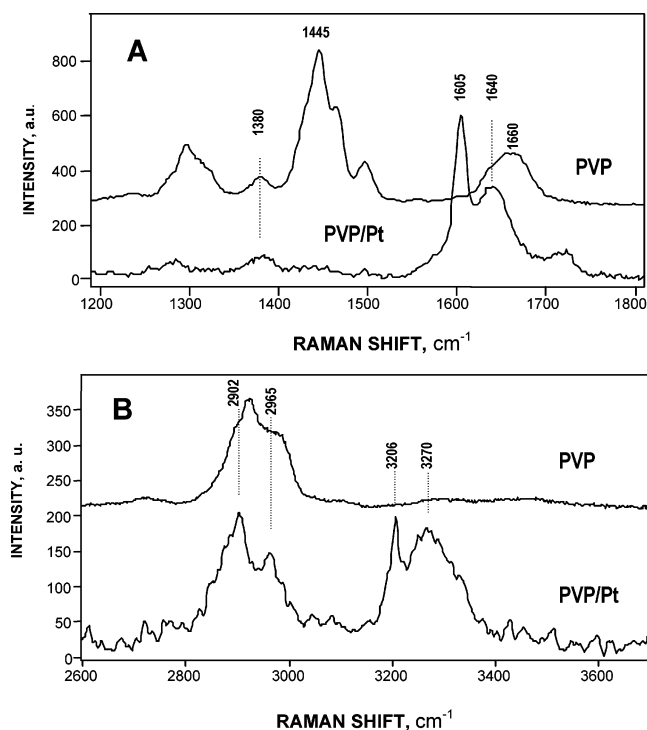 A
1445
1380
1605
1640
1660
800
600
400
200
0
INTENSITY, a.u.
PVP
PVP/Pt
1200 1300 1400 1500 1600 1700 1800
RAMAN SHIFT, cm-1
B
2902
2965
3206
3270
350
300
250
200
150
100
50
0
INTENSITY, a. u.
PVP
PVP/Pt
2600 2800 3000 3200 3400 3600
RAMAN SHIFT, cm-1